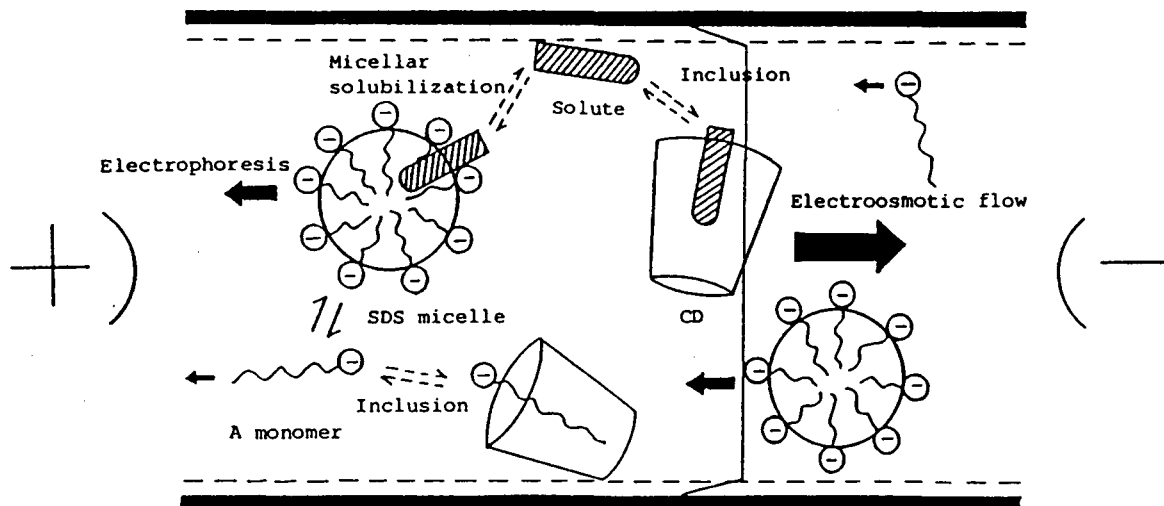 Micellar
solubilization
Inclusion
Solute
Electrophoresis
Electroosmotic flow
+
−
SDS micelle
CD
Inclusion
A monomer